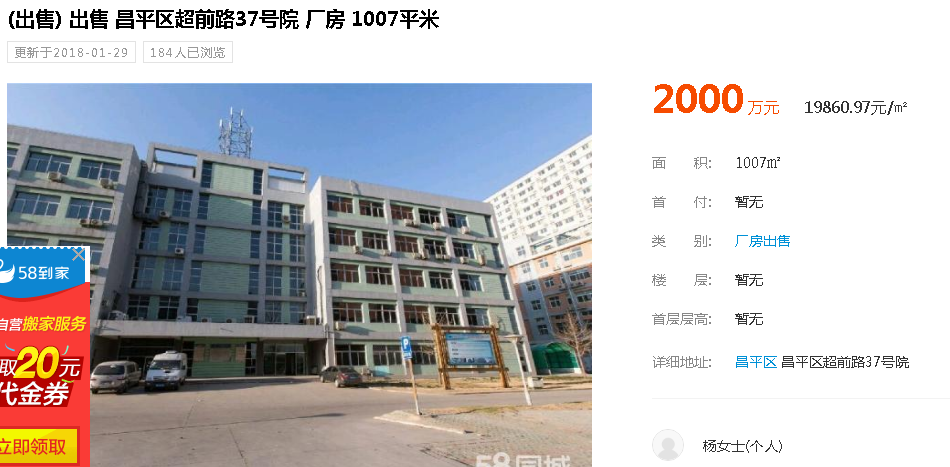 (出售) 出售 昌平区超前路37号院 厂房 1007平米
更新于2018-01-29 184人已浏览
2000万元 19860.97元/㎡
面 积: 1007㎡
首 付: 暂无
类 别: 厂房出售
楼 层: 暂无
首层层高: 暂无
详细地址: 昌平区 昌平区超前路37号院
杨女士(个人)
58到家
自营搬家服务
取20元
代金券
立即领取
P
58同城